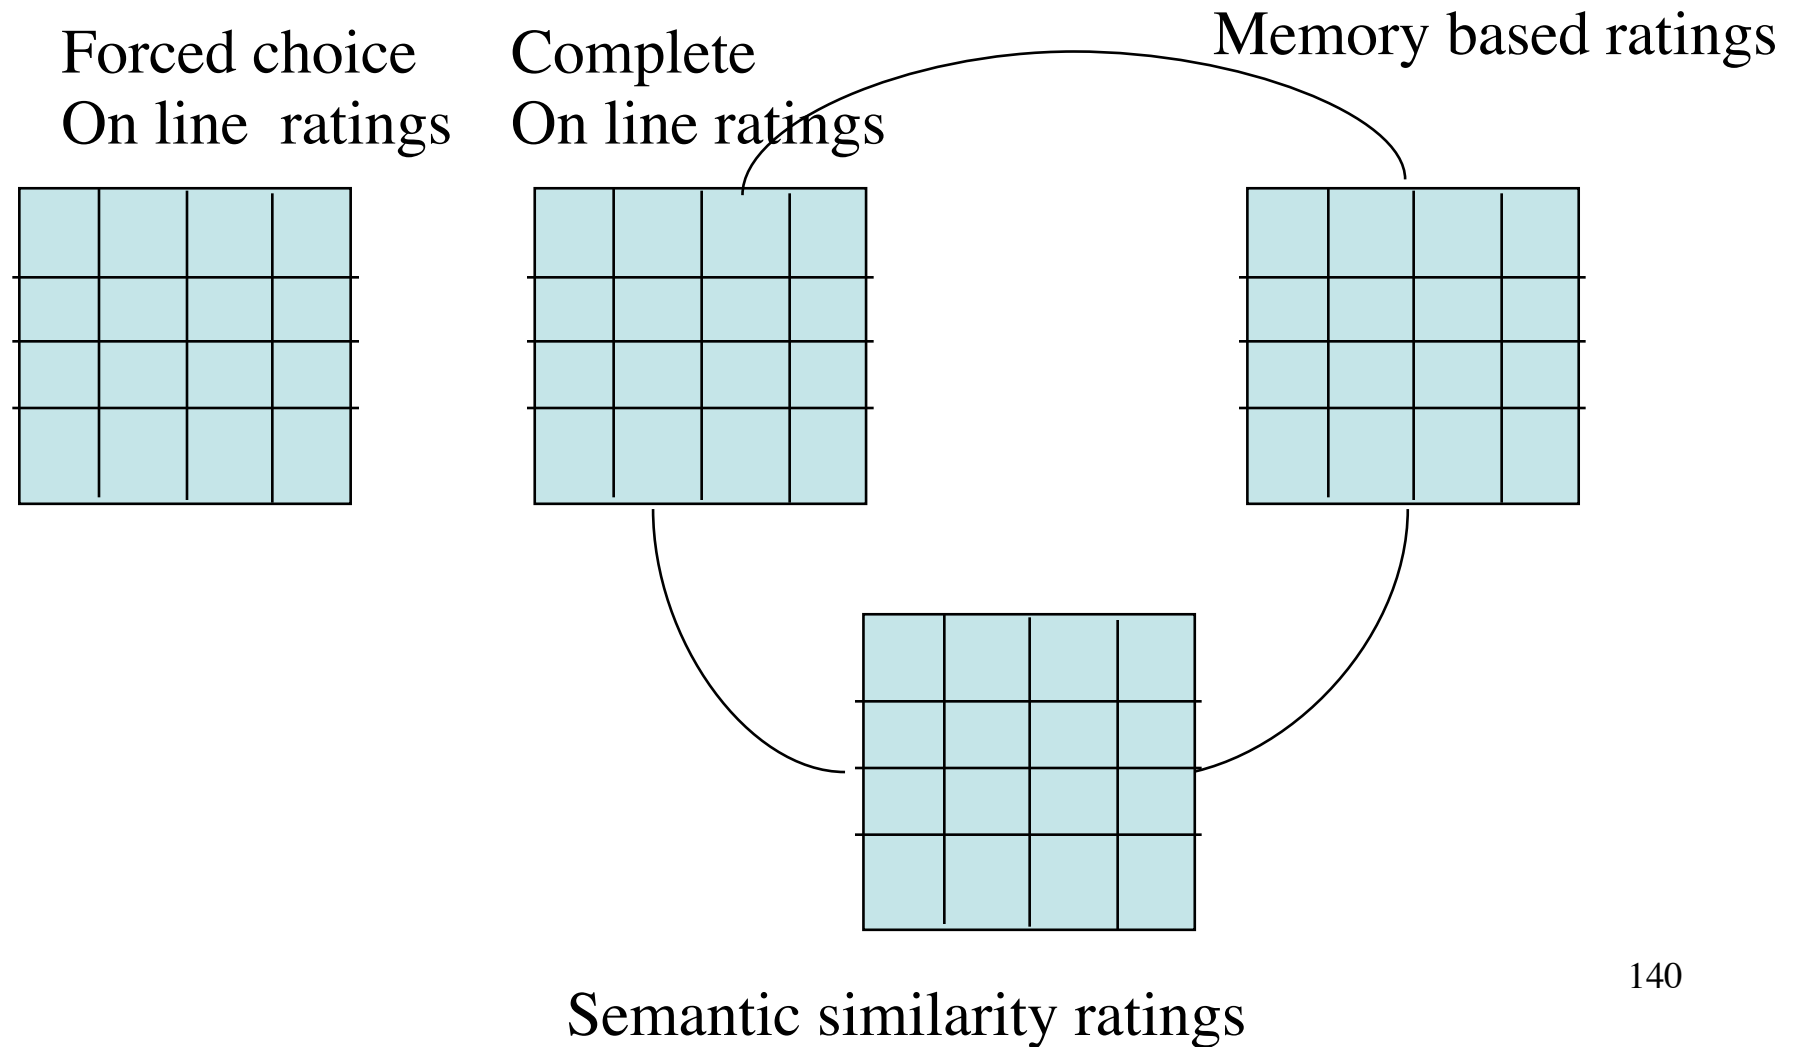 Forced choice
On line ratings
Complete
On line ratings
Memory based ratings
Semantic similarity ratings
140